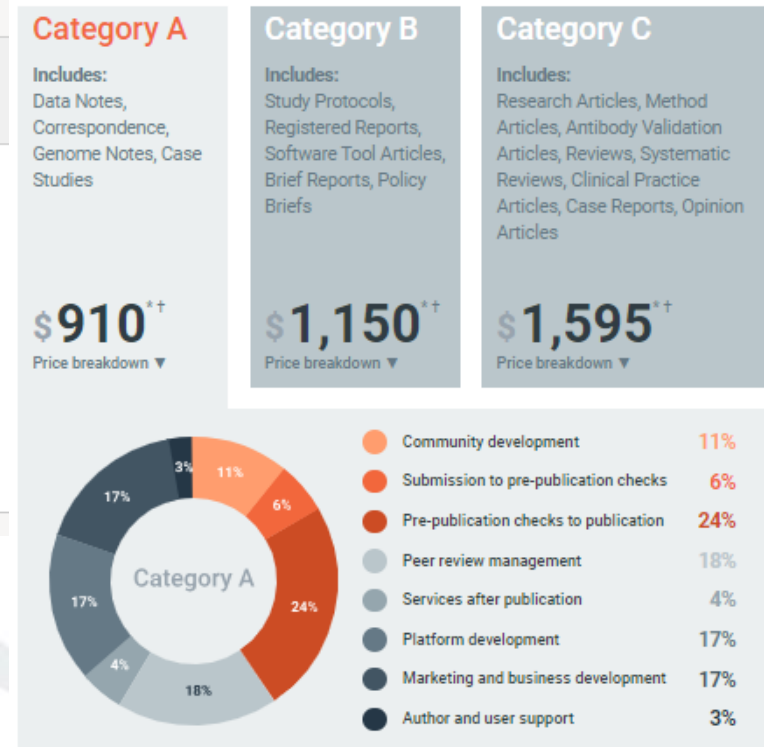 Category A
Includes:
Data Notes,
Correspondence,
Genome Notes, Case
Studies
$910*†
Price breakdown ▼
Category B
Includes:
Study Protocols,
Registered Reports,
Software Tool Articles,
Brief Reports, Policy
Briefs
$1,150*†
Price breakdown ▼
Category C
Includes:
Research Articles, Method
Articles, Antibody Validation
Articles, Reviews, Systematic
Reviews, Clinical Practice
Articles, Case Reports, Opinion
Articles
$1,595*†
Price breakdown ▼
3%
11%
6%
24%
18%
4%
17%
17%
Category A
Community development 11%
Submission to pre-publication checks 6%
Pre-publication checks to publication 24%
Peer review management 18%
Services after publication 4%
Platform development 17%
Marketing and business development 17%
Author and user support 3%